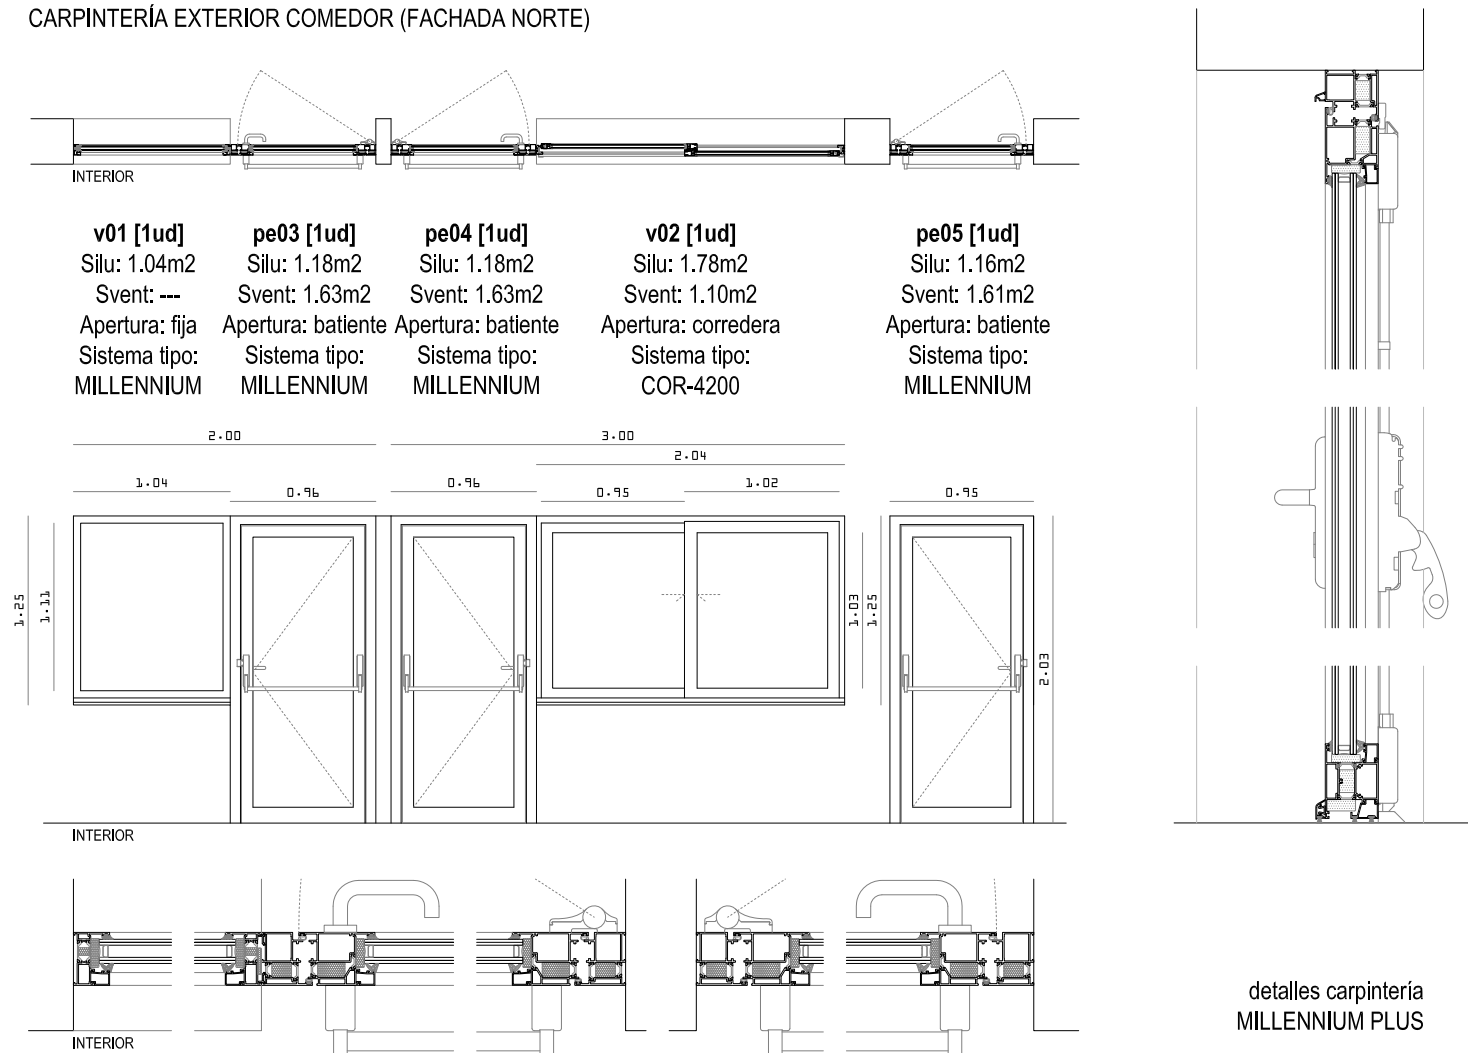 CARPINTERÍA EXTERIOR COMEDOR (FACHADA NORTE)
INTERIOR
v01 [1ud]
Silu: 1.04m2
Svent: ---
Apertura: fija
Sistema tipo:
MILLENNIUM
pe03 [1ud]
Silu: 1.18m2
Svent: 1.63m2
Apertura: batiente
Sistema tipo:
MILLENNIUM
pe04 [1ud]
Silu: 1.18m2
Svent: 1.63m2
Apertura: batiente
Sistema tipo:
MILLENNIUM
v02 [1ud]
Silu: 1.78m2
Svent: 1.10m2
Apertura: corredera
Sistema tipo:
COR-4200
pe05 [1ud]
Silu: 1.16m2
Svent: 1.61m2
Apertura: batiente
Sistema tipo:
MILLENNIUM
2.00
3.00
2.04
1.04
0.96
0.96
0.95
1.02
0.95
1.25
1.11
1.03
1.25
2.03
INTERIOR
INTERIOR
detalles carpintería
MILLENNIUM PLUS